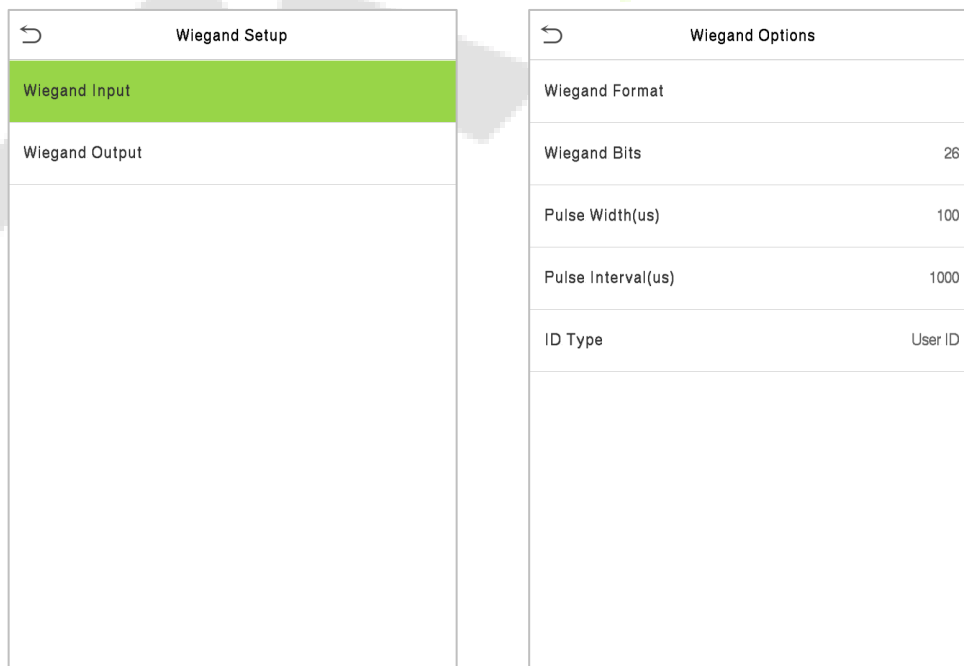 Wiegand Setup
Wiegand Input
Wiegand Output
Wiegand Options
Wiegand Format
Wiegand Bits 26
Pulse Width(us) 100
Pulse Interval(us) 1000
ID Type User ID